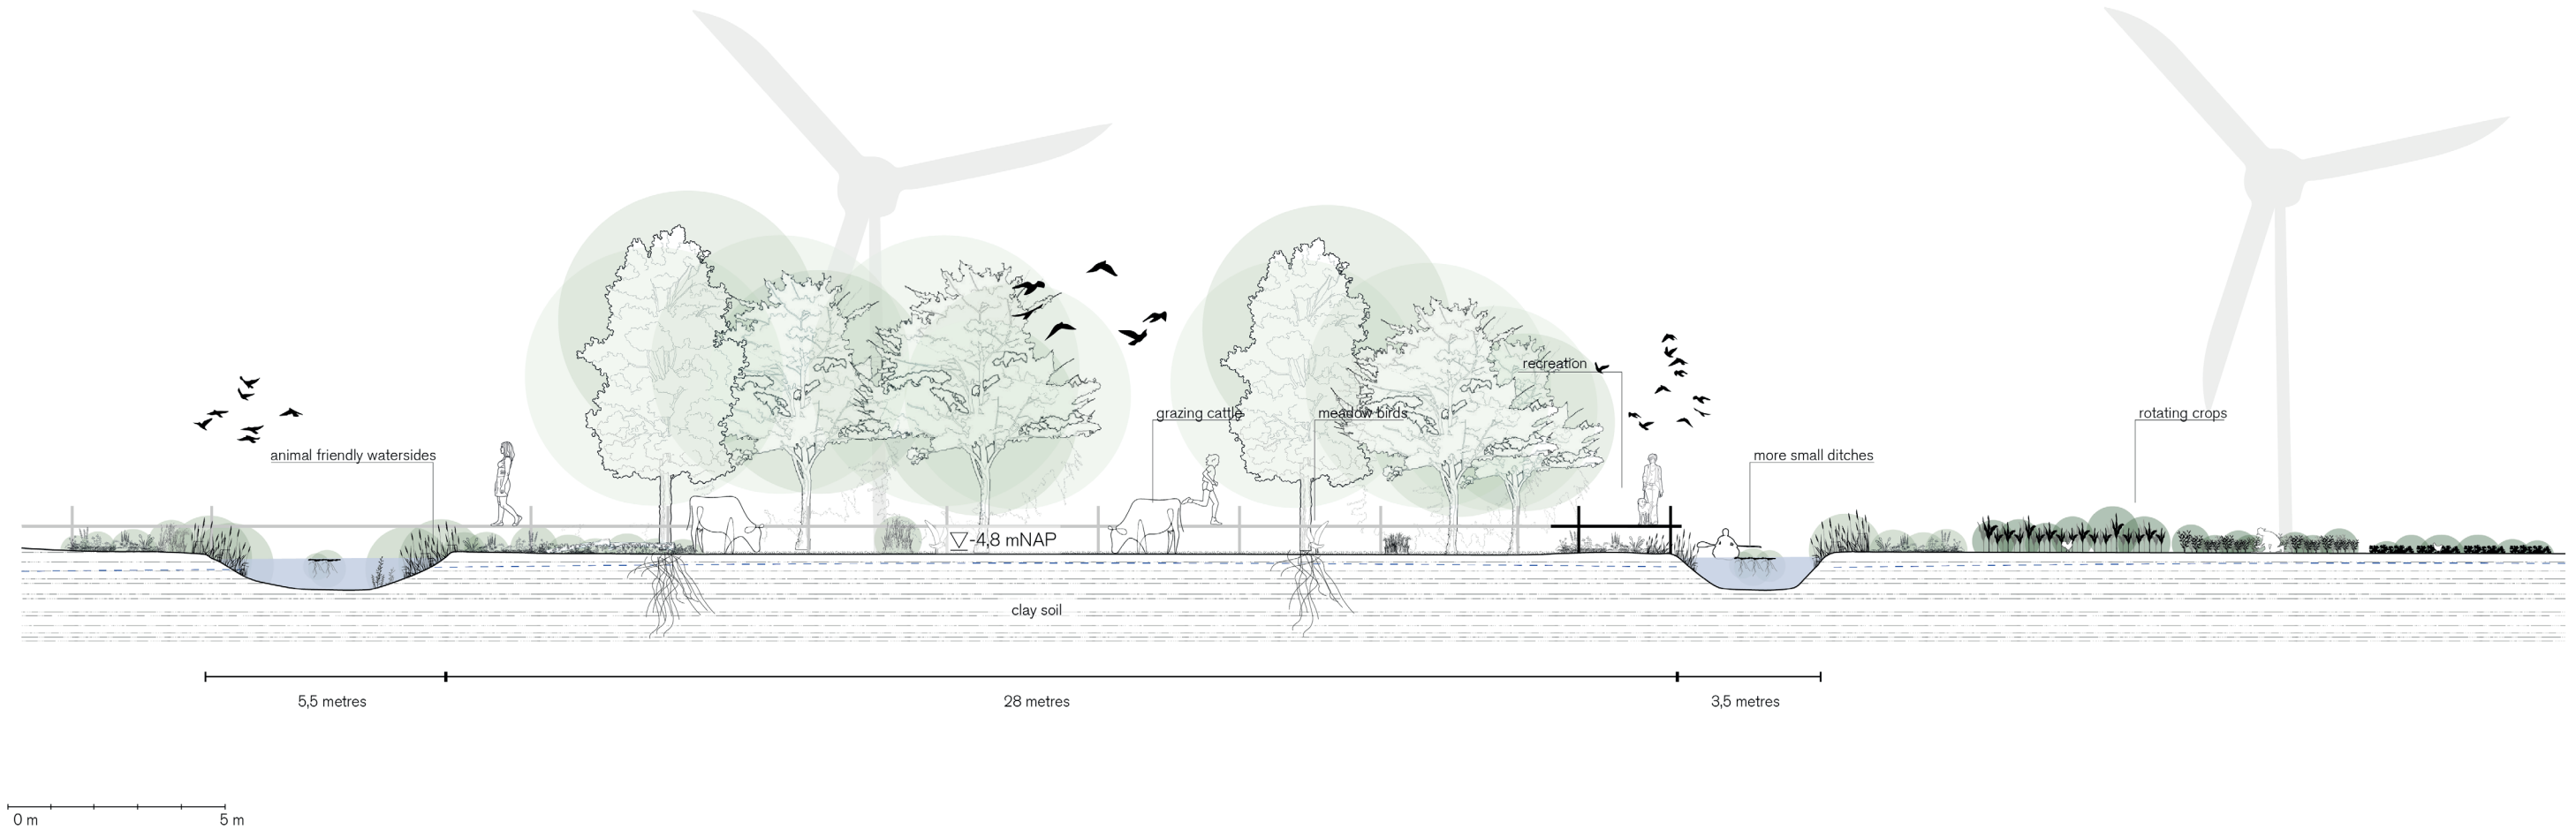 recreation
grazing cattle
meadow birds
rotating crops
animal friendly watersides
more small ditches
-4,8 mNAP
clay soil
5,5 metres
28 metres
3,5 metres
0 m
5 m